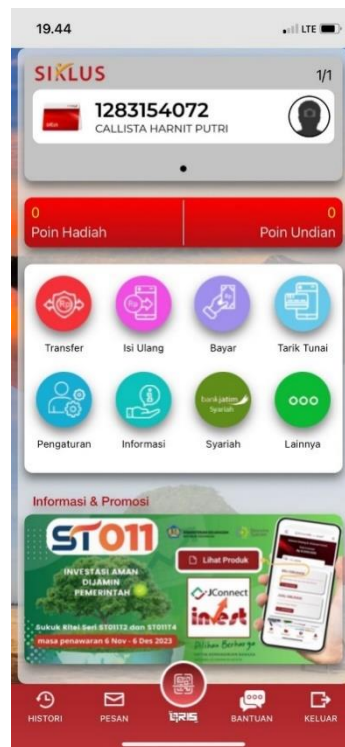 19.44
LTE
SIKLUS
1/1
1283154072
CALLISTA HARNIT PUTRI
0
0
Poin Hadiah
Poin Undian
Transfer
Isi Ulang
Bayar
Tarik Tunai
bankjatim
Syariah
Pengaturan
Informasi
Syariah
Lainnya
Informasi & Promosi
ST011
INVESTASI AMAN
DIJAMIN
PEMERINTAH
Lihat Produk
JConnect
invest
Sukuk Ritel Seri ST011T2 dan ST011T4
masa penawaran 6 Nov - 6 Des 2023
HISTORI
PESAN
QRIS
BANTUAN
KELUAR